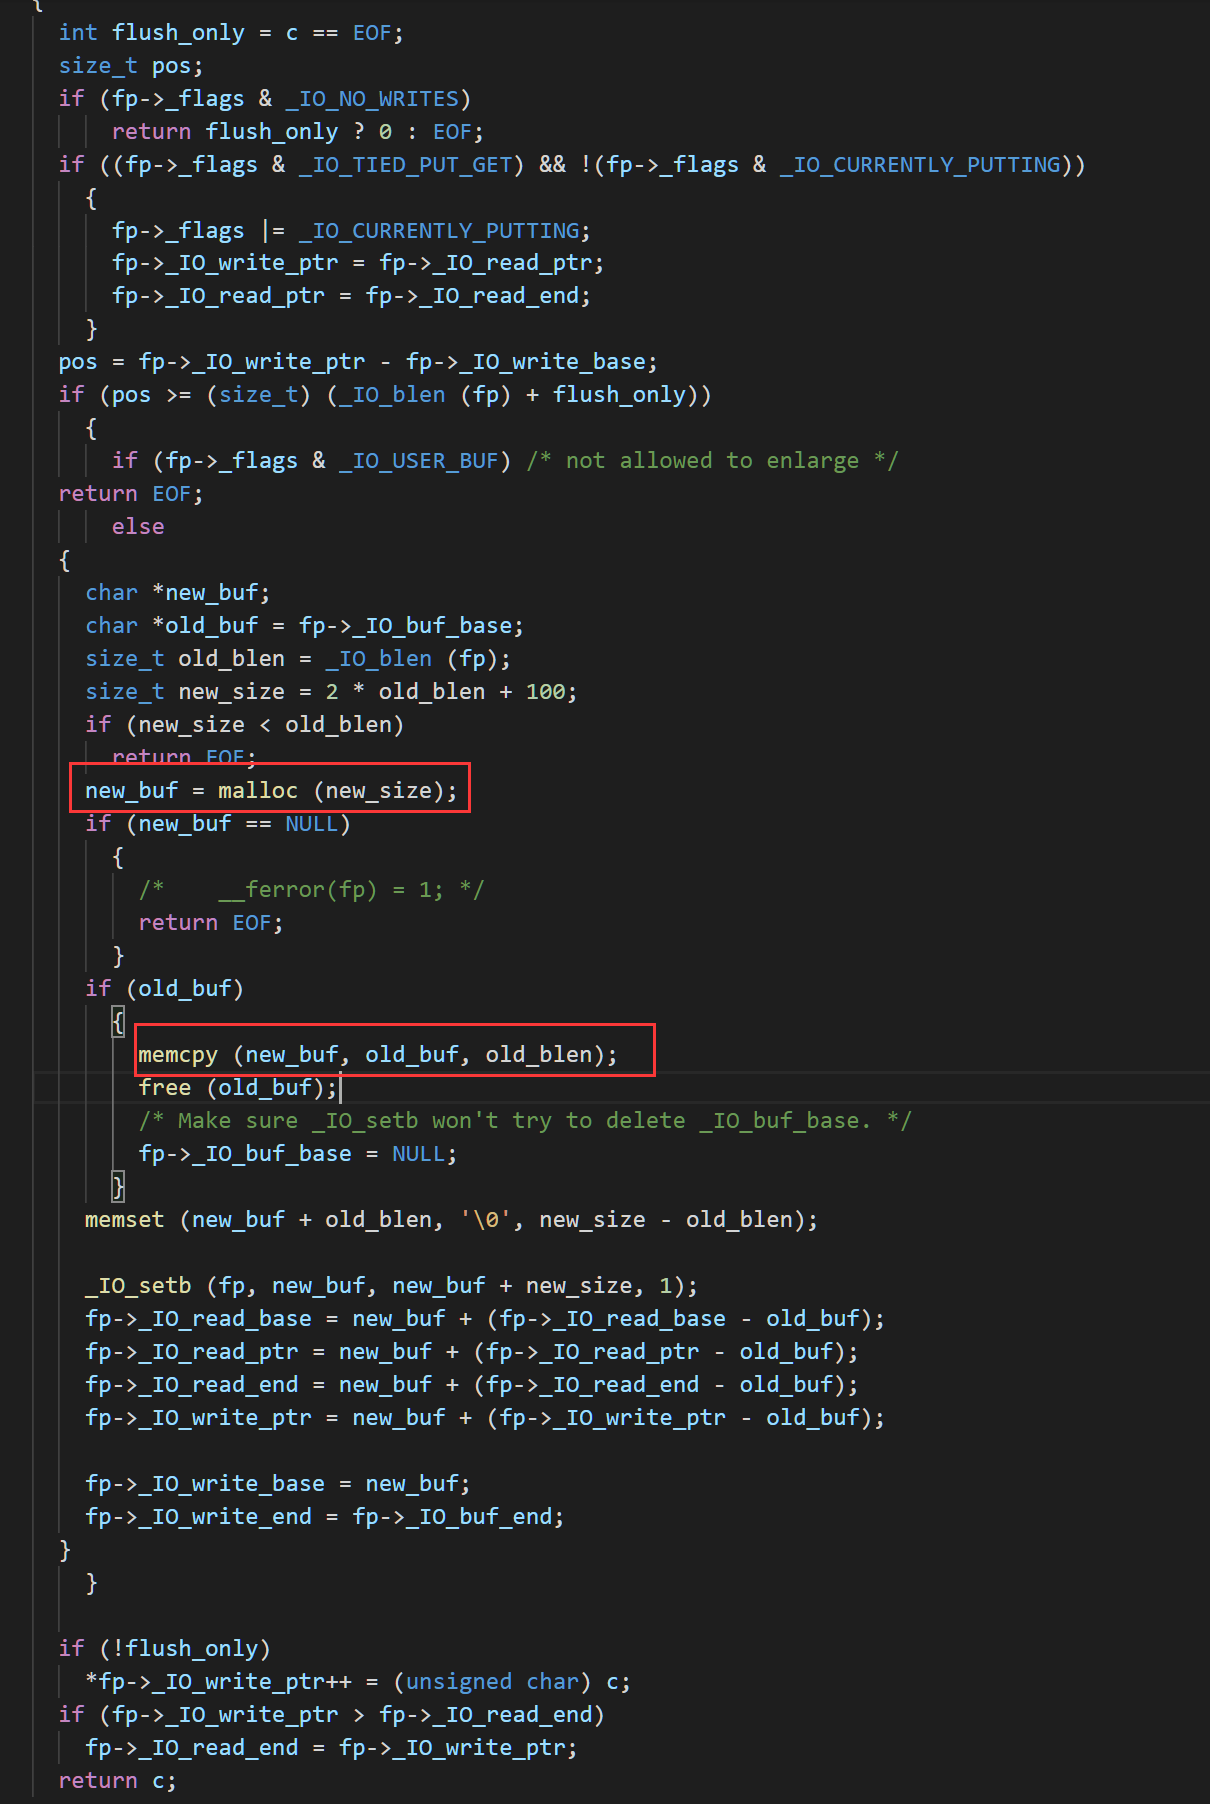 {
int flush_only = c == EOF;
size_t pos;
if (fp->_flags & _IO_NO_WRITES)
return flush_only ? 0 : EOF;
if ((fp->_flags & _IO_TIED_PUT_GET) && !(fp->_flags & _IO_CURRENTLY_PUTTING))
{
fp->_flags |= _IO_CURRENTLY_PUTTING;
fp->_IO_write_ptr = fp->_IO_read_ptr;
fp->_IO_read_ptr = fp->_IO_read_end;
}
pos = fp->_IO_write_ptr - fp->_IO_write_base;
if (pos >= (size_t) (_IO_blen (fp) + flush_only))
{
if (fp->_flags & _IO_USER_BUF) /* not allowed to enlarge */
return EOF;
else
{
char *new_buf;
char *old_buf = fp->_IO_buf_base;
size_t old_blen = _IO_blen (fp);
size_t new_size = 2 * old_blen + 100;
if (new_size < old_blen)
return EOF;
new_buf = malloc (new_size);
if (new_buf == NULL)
{
/*    __ferror(fp) = 1; */
return EOF;
}
if (old_buf)
{
memcpy (new_buf, old_buf, old_blen);
free (old_buf);
/* Make sure _IO_setb won't try to delete _IO_buf_base. */
fp->_IO_buf_base = NULL;
}
memset (new_buf + old_blen, '\0', new_size - old_blen);
_IO_setb (fp, new_buf, new_buf + new_size, 1);
fp->_IO_read_base = new_buf + (fp->_IO_read_base - old_buf);
fp->_IO_read_ptr = new_buf + (fp->_IO_read_ptr - old_buf);
fp->_IO_read_end = new_buf + (fp->_IO_read_end - old_buf);
fp->_IO_write_ptr = new_buf + (fp->_IO_write_ptr - old_buf);
fp->_IO_write_base = new_buf;
fp->_IO_write_end = fp->_IO_buf_end;
}
}
if (!flush_only)
*fp->_IO_write_ptr++ = (unsigned char) c;
if (fp->_IO_write_ptr > fp->_IO_read_end)
fp->_IO_read_end = fp->_IO_write_ptr;
return c;